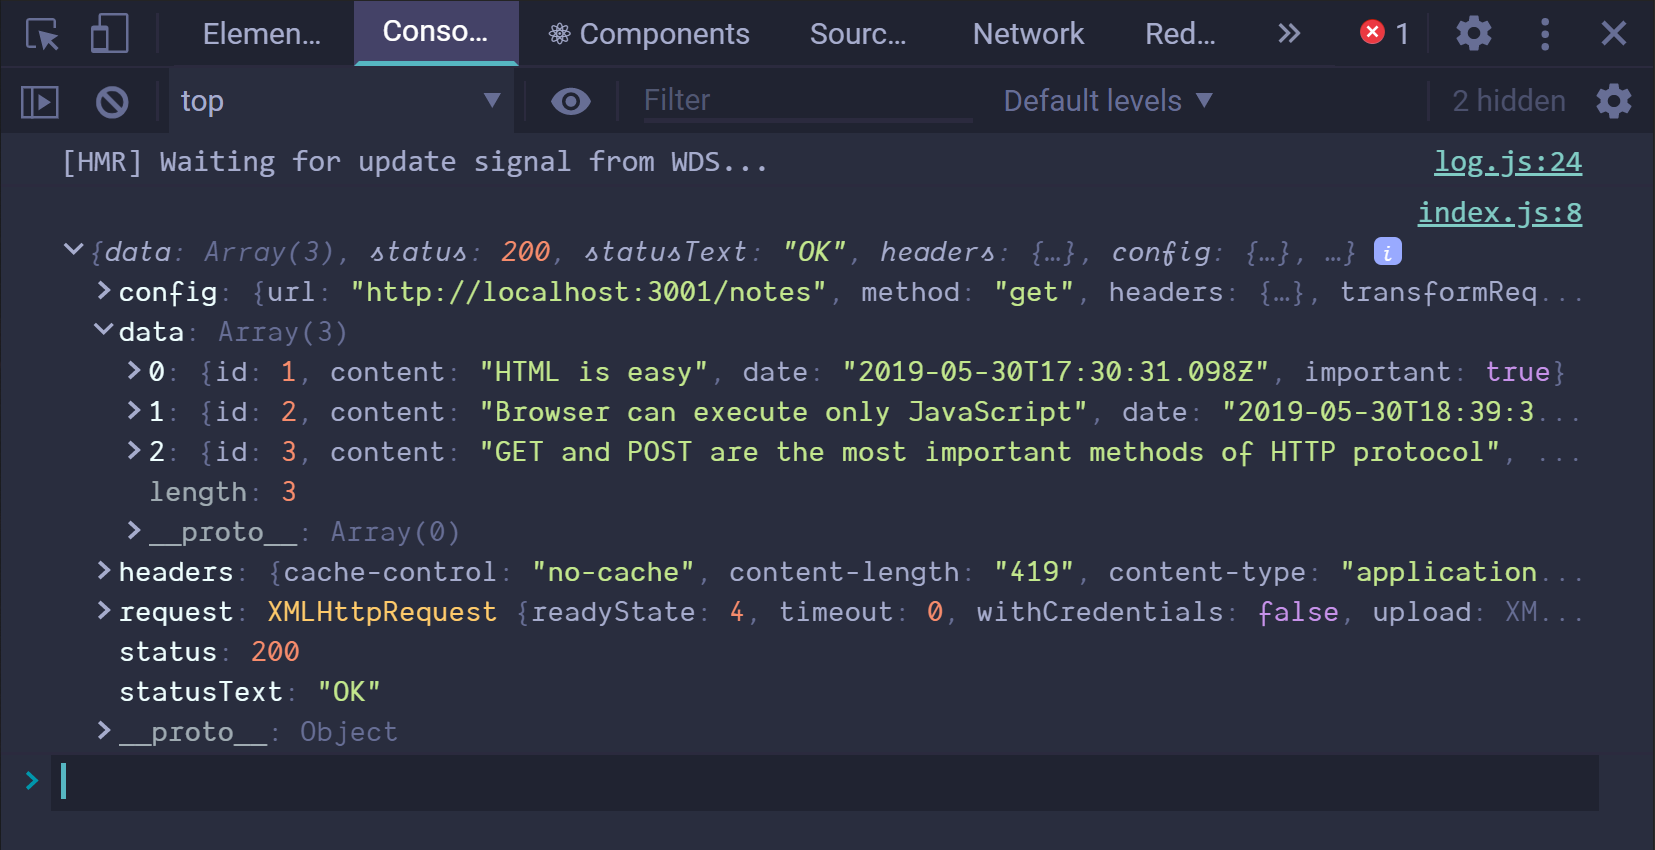 Elemen… Conso… Components Sourc… Network Red… » 1
top Filter Default levels 2 hidden
[HMR] Waiting for update signal from WDS... log.js:24
index.js:8
{data: Array(3), status: 200, statusText: "OK", headers: {…}, config: {…}, …} i
config: {url: "http://localhost:3001/notes", method: "get", headers: {…}, transformReq...
data: Array(3)
0: {id: 1, content: "HTML is easy", date: "2019-05-30T17:30:31.098Z", important: true}
1: {id: 2, content: "Browser can execute only JavaScript", date: "2019-05-30T18:39:3...
2: {id: 3, content: "GET and POST are the most important methods of HTTP protocol", ...
length: 3
__proto__: Array(0)
headers: {cache-control: "no-cache", content-length: "419", content-type: "application...
request: XMLHttpRequest {readyState: 4, timeout: 0, withCredentials: false, upload: XM...
status: 200
statusText: "OK"
__proto__: Object